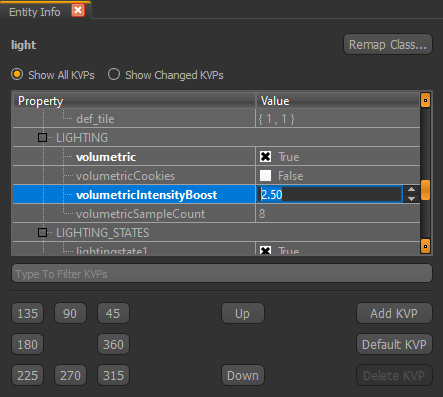 Entity Info
light
Remap Class...
Show All KVPs Show Changed KVPs
Property Value
def_tile { 1 , 1 }
LIGHTING
volumetric True
volumetricCookies False
volumetricIntensityBoost 2.50
volumetricSampleCount 8
LIGHTING_STATES
lightingstate1 True
Type To Filter KVPs
135 90 45 Up Add KVP
180 360 Default KVP
225 270 315 Down Delete KVP